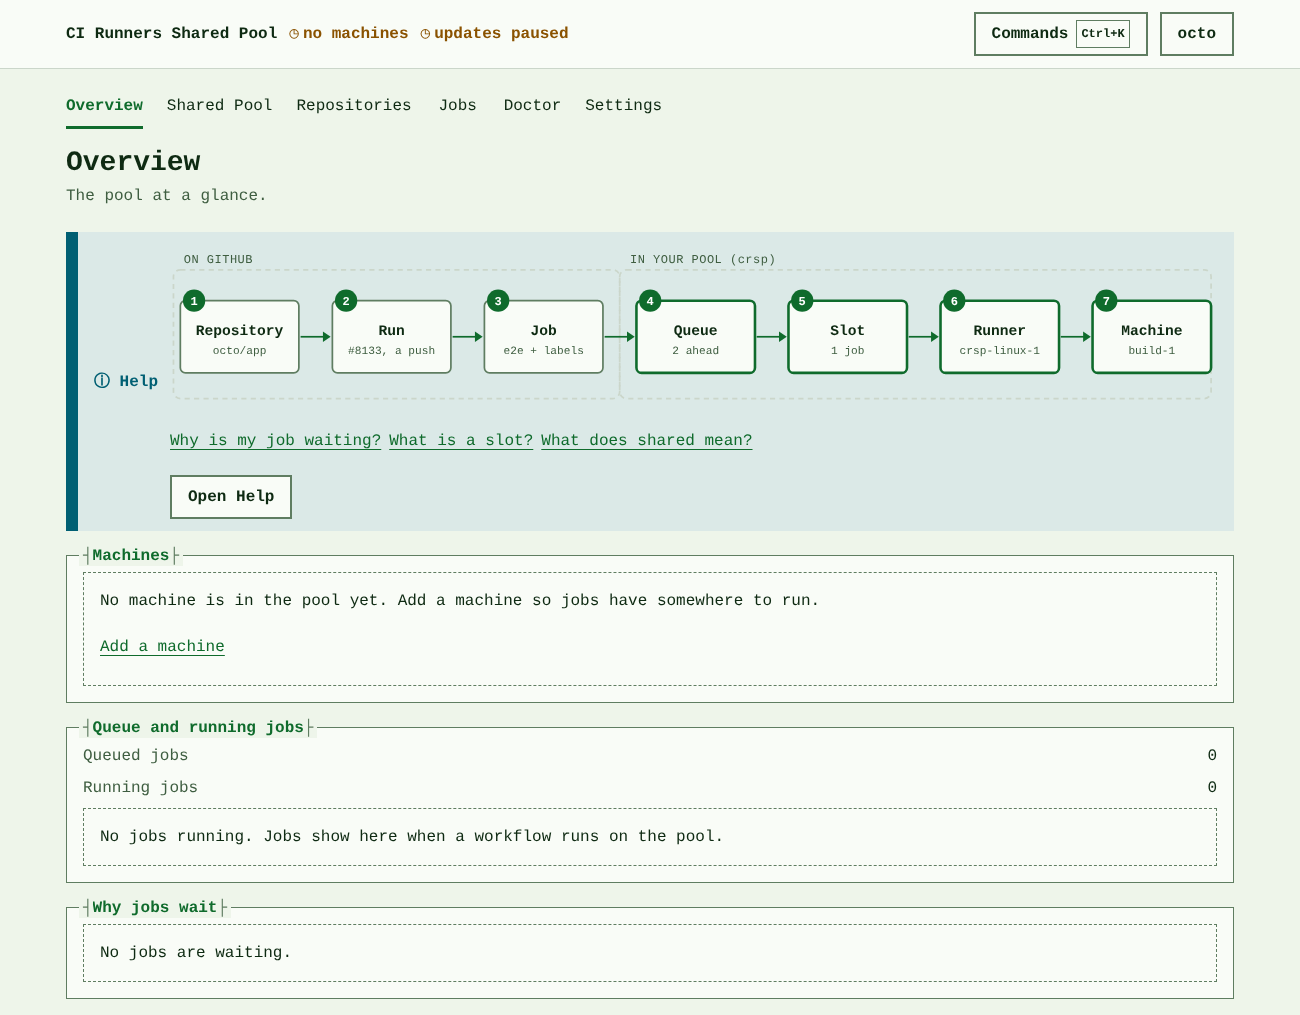 CI Runners Shared Pool ◷ no machines ◷ updates paused Commands Ctrl+K octo
Overview Shared Pool Repositories Jobs Doctor Settings
Overview
The pool at a glance.
ON GITHUB IN YOUR POOL (crsp)
1 2 3 4 5 6 7
Repository Run Job Queue Slot Runner Machine
octo/app #8133, a push e2e + labels 2 ahead 1 job crsp-linux-1 build-1
ⓘ Help
Why is my job waiting? What is a slot? What does shared mean?
Open Help
Machines
No machine is in the pool yet. Add a machine so jobs have somewhere to run.
Add a machine
Queue and running jobs
Queued jobs 0
Running jobs 0
No jobs running. Jobs show here when a workflow runs on the pool.
Why jobs wait
No jobs are waiting.